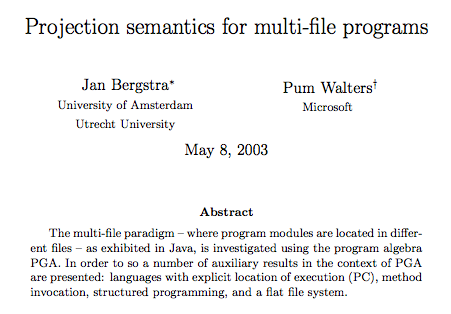 Projection semantics for multi-file programs
Jan Bergstra*
University of Amsterdam
Utrecht University
Pum Walters†
Microsoft
May 8, 2003
Abstract
The multi-file paradigm – where program modules are located in differ-
ent files – as exhibited in Java, is investigated using the program algebra
PGA. In order to so a number of auxiliary results in the context of PGA
are presented: languages with explicit location of execution (PC), method
invocation, structured programming, and a flat file system.